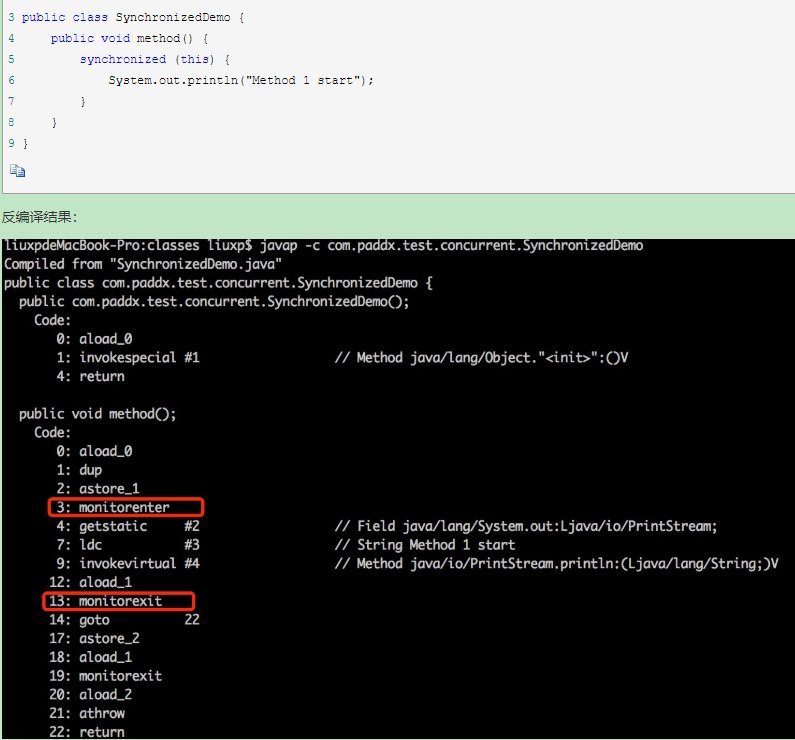 3 public class SynchronizedDemo {
4     public void method() {
5         synchronized (this) {
6             System.out.println("Method 1 start");
7         }
8     }
9 }
反编译结果：
liuxpdeMacBook-Pro:classes liuxp$ javap -c com.paddx.test.concurrent.SynchronizedDemo
Compiled from "SynchronizedDemo.java"
public class com.paddx.test.concurrent.SynchronizedDemo {
  public com.paddx.test.concurrent.SynchronizedDemo();
    Code:
       0: aload_0
       1: invokespecial #1                  // Method java/lang/Object."<init>":()V
       4: return
  public void method();
    Code:
       0: aload_0
       1: dup
       2: astore_1
       3: monitorenter
       4: getstatic     #2                  // Field java/lang/System.out:Ljava/io/PrintStream;
       7: ldc           #3                  // String Method 1 start
       9: invokevirtual #4                  // Method java/io/PrintStream.println:(Ljava/lang/String;)V
      12: aload_1
      13: monitorexit
      14: goto          22
      17: astore_2
      18: aload_1
      19: monitorexit
      20: aload_2
      21: athrow
      22: return